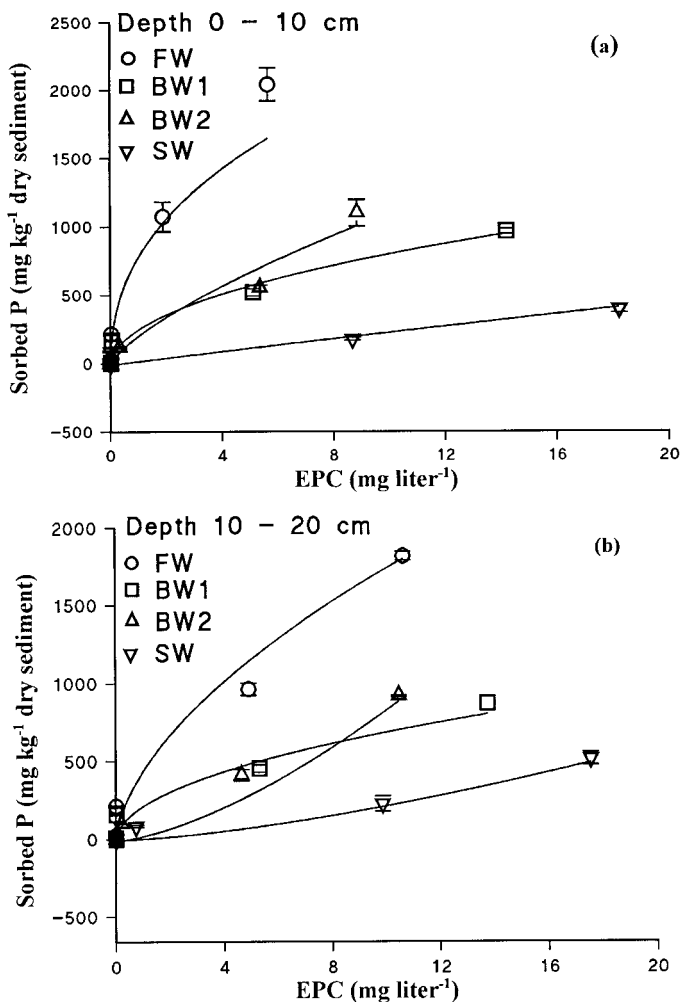 Depth 0 – 10 cm
(a)
FW
BW1
BW2
SW
2500
2000
1500
1000
500
0
−500
Sorbed P (mg kg⁻¹ dry sediment)
0 4 8 12 16 20
EPC (mg liter⁻¹)
Depth 10 – 20 cm
(b)
FW
BW1
BW2
SW
2000
1500
1000
500
0
−500
Sorbed P (mg kg⁻¹ dry sediment)
0 4 8 12 16 20
EPC (mg liter⁻¹)